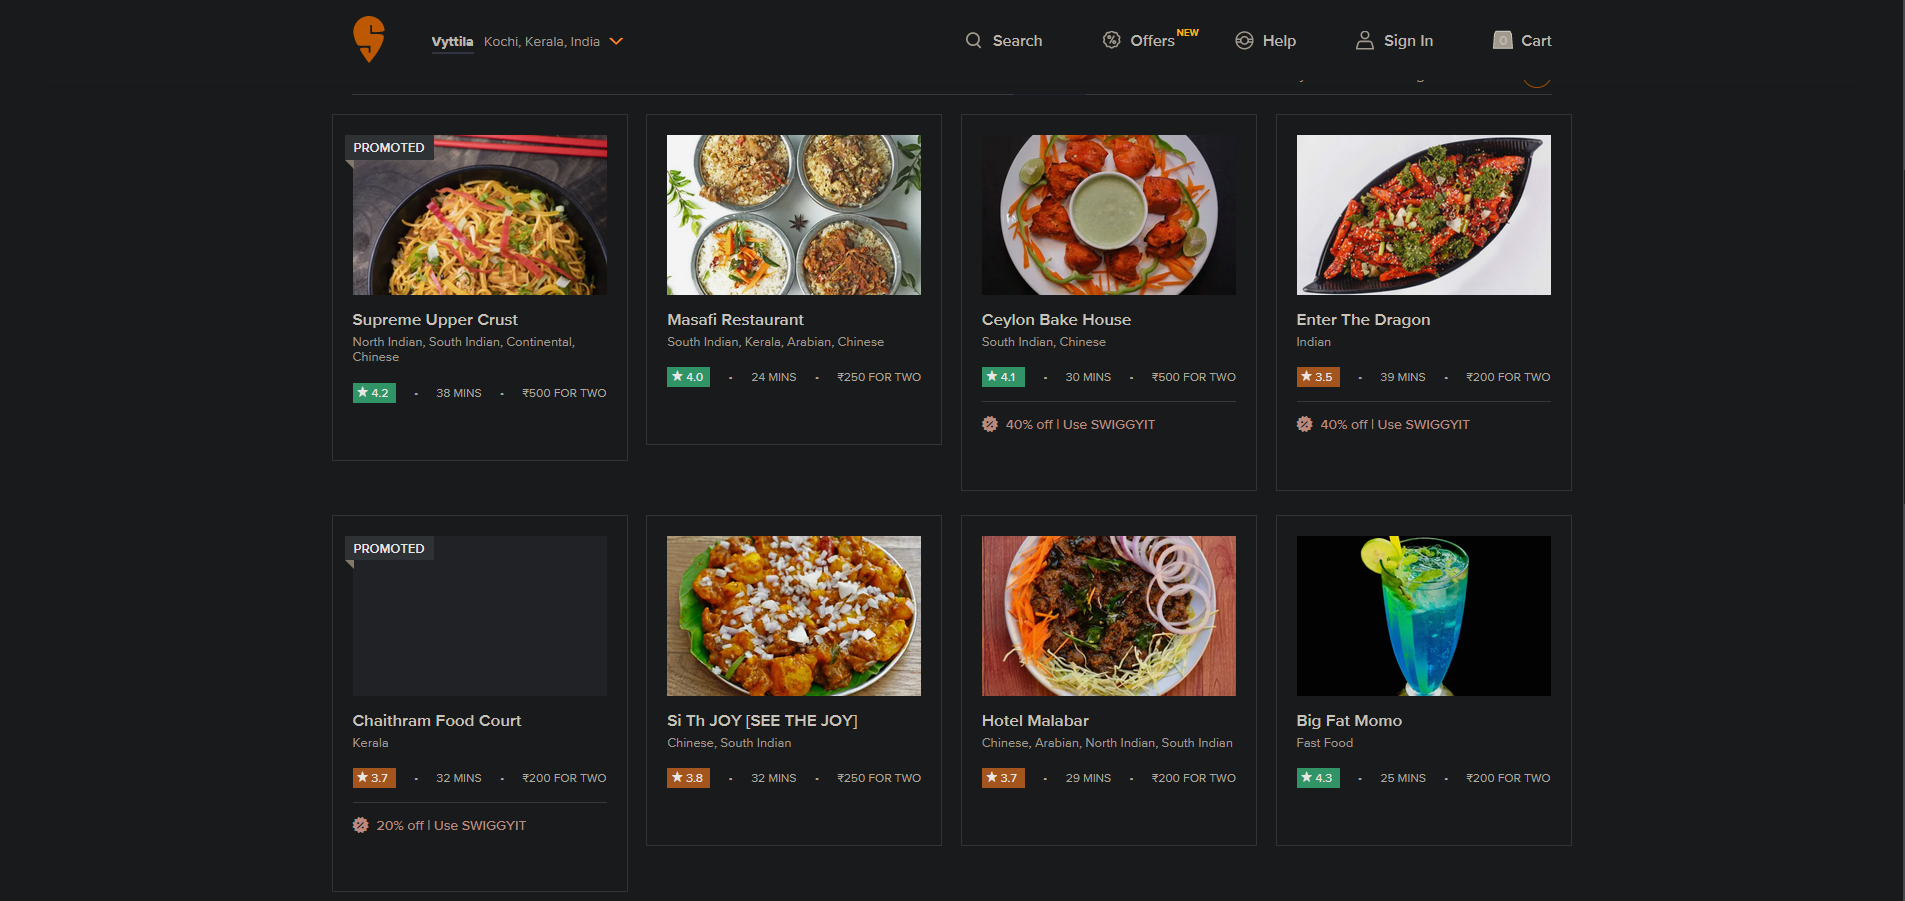 Vyttila Kochi, Kerala, India
Search
Offers NEW
Help
Sign In
0 Cart
PROMOTED
Supreme Upper Crust
North Indian, South Indian, Continental,
Chinese
★ 4.2 • 38 MINS • ₹500 FOR TWO
Masafi Restaurant
South Indian, Kerala, Arabian, Chinese
★ 4.0 • 24 MINS • ₹250 FOR TWO
Ceylon Bake House
South Indian, Chinese
★ 4.1 • 30 MINS • ₹500 FOR TWO
40% off | Use SWIGGYIT
Enter The Dragon
Indian
★ 3.5 • 39 MINS • ₹200 FOR TWO
40% off | Use SWIGGYIT
PROMOTED
Chaithram Food Court
Kerala
★ 3.7 • 32 MINS • ₹200 FOR TWO
20% off | Use SWIGGYIT
Si Th JOY [SEE THE JOY]
Chinese, South Indian
★ 3.8 • 32 MINS • ₹250 FOR TWO
Hotel Malabar
Chinese, Arabian, North Indian, South Indian
★ 3.7 • 29 MINS • ₹200 FOR TWO
Big Fat Momo
Fast Food
★ 4.3 • 25 MINS • ₹200 FOR TWO